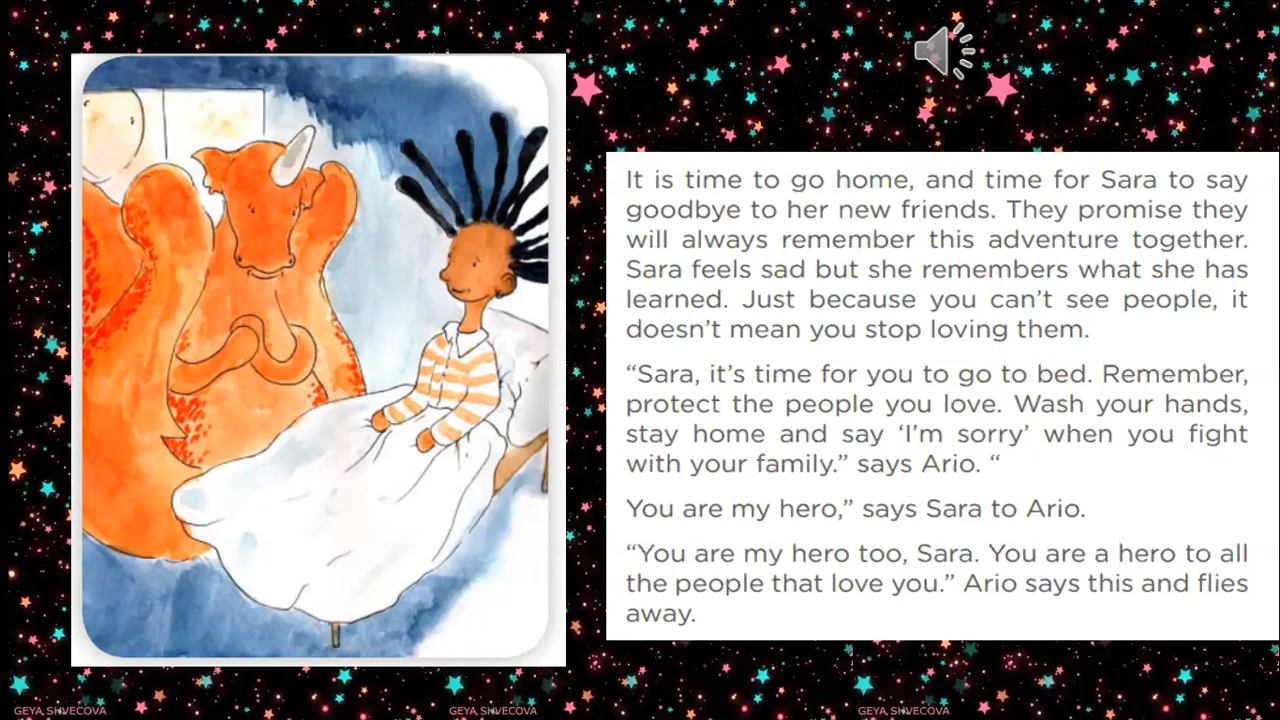 It is time to go home, and time for Sara to say
goodbye to her new friends. They promise they
will always remember this adventure together.
Sara feels sad but she remembers what she has
learned. Just because you can’t see people, it
doesn’t mean you stop loving them.
“Sara, it’s time for you to go to bed. Remember,
protect the people you love. Wash your hands,
stay home and say ‘I’m sorry’ when you fight
with your family.” says Ario. “
You are my hero,” says Sara to Ario.
“You are my hero too, Sara. You are a hero to all
the people that love you.” Ario says this and flies
away.
GEYA SHVECOVA
GEYA SHVECOVA
GEYA SHVECOVA